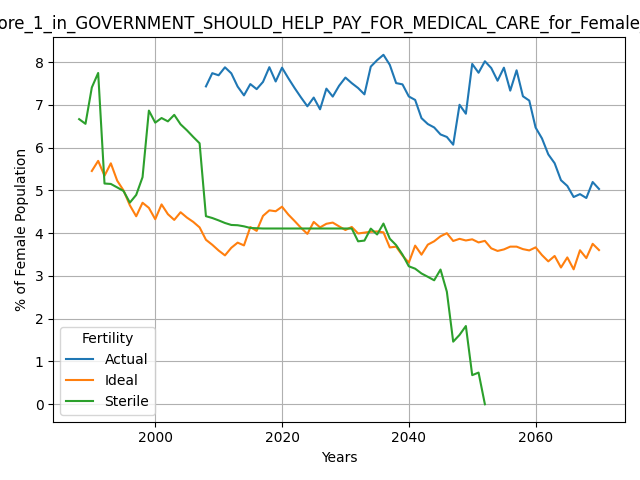 ore_1_in_GOVERNMENT_SHOULD_HELP_PAY_FOR_MEDICAL_CARE_for_Female
% of Female Population
8
7
6
5
4
3
2
1
0
Fertility
Actual
Ideal
Sterile
2000 2020 2040 2060
Years